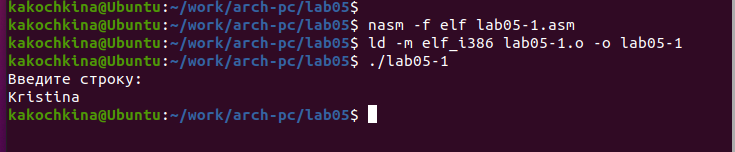 kakochkina@Ubuntu:~/work/arch-pc/lab05$
kakochkina@Ubuntu:~/work/arch-pc/lab05$ nasm -f elf lab05-1.asm
kakochkina@Ubuntu:~/work/arch-pc/lab05$ ld -m elf_i386 lab05-1.o -o lab05-1
kakochkina@Ubuntu:~/work/arch-pc/lab05$ ./lab05-1
Введите строку:
Kristina
kakochkina@Ubuntu:~/work/arch-pc/lab05$